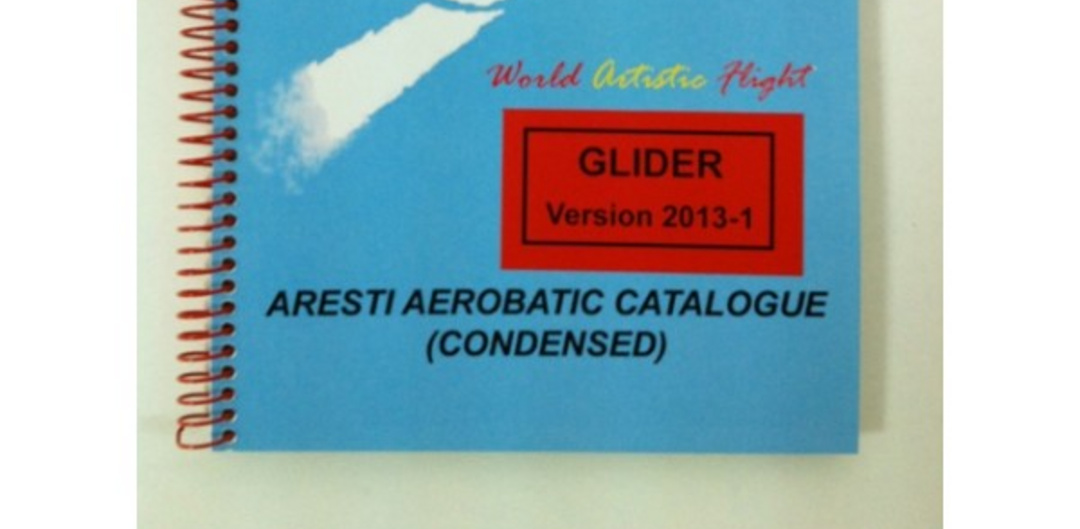 World Artistic Flight
GLIDER
Version 2013-1
ARESTI AEROBATIC CATALOGUE
(CONDENSED)